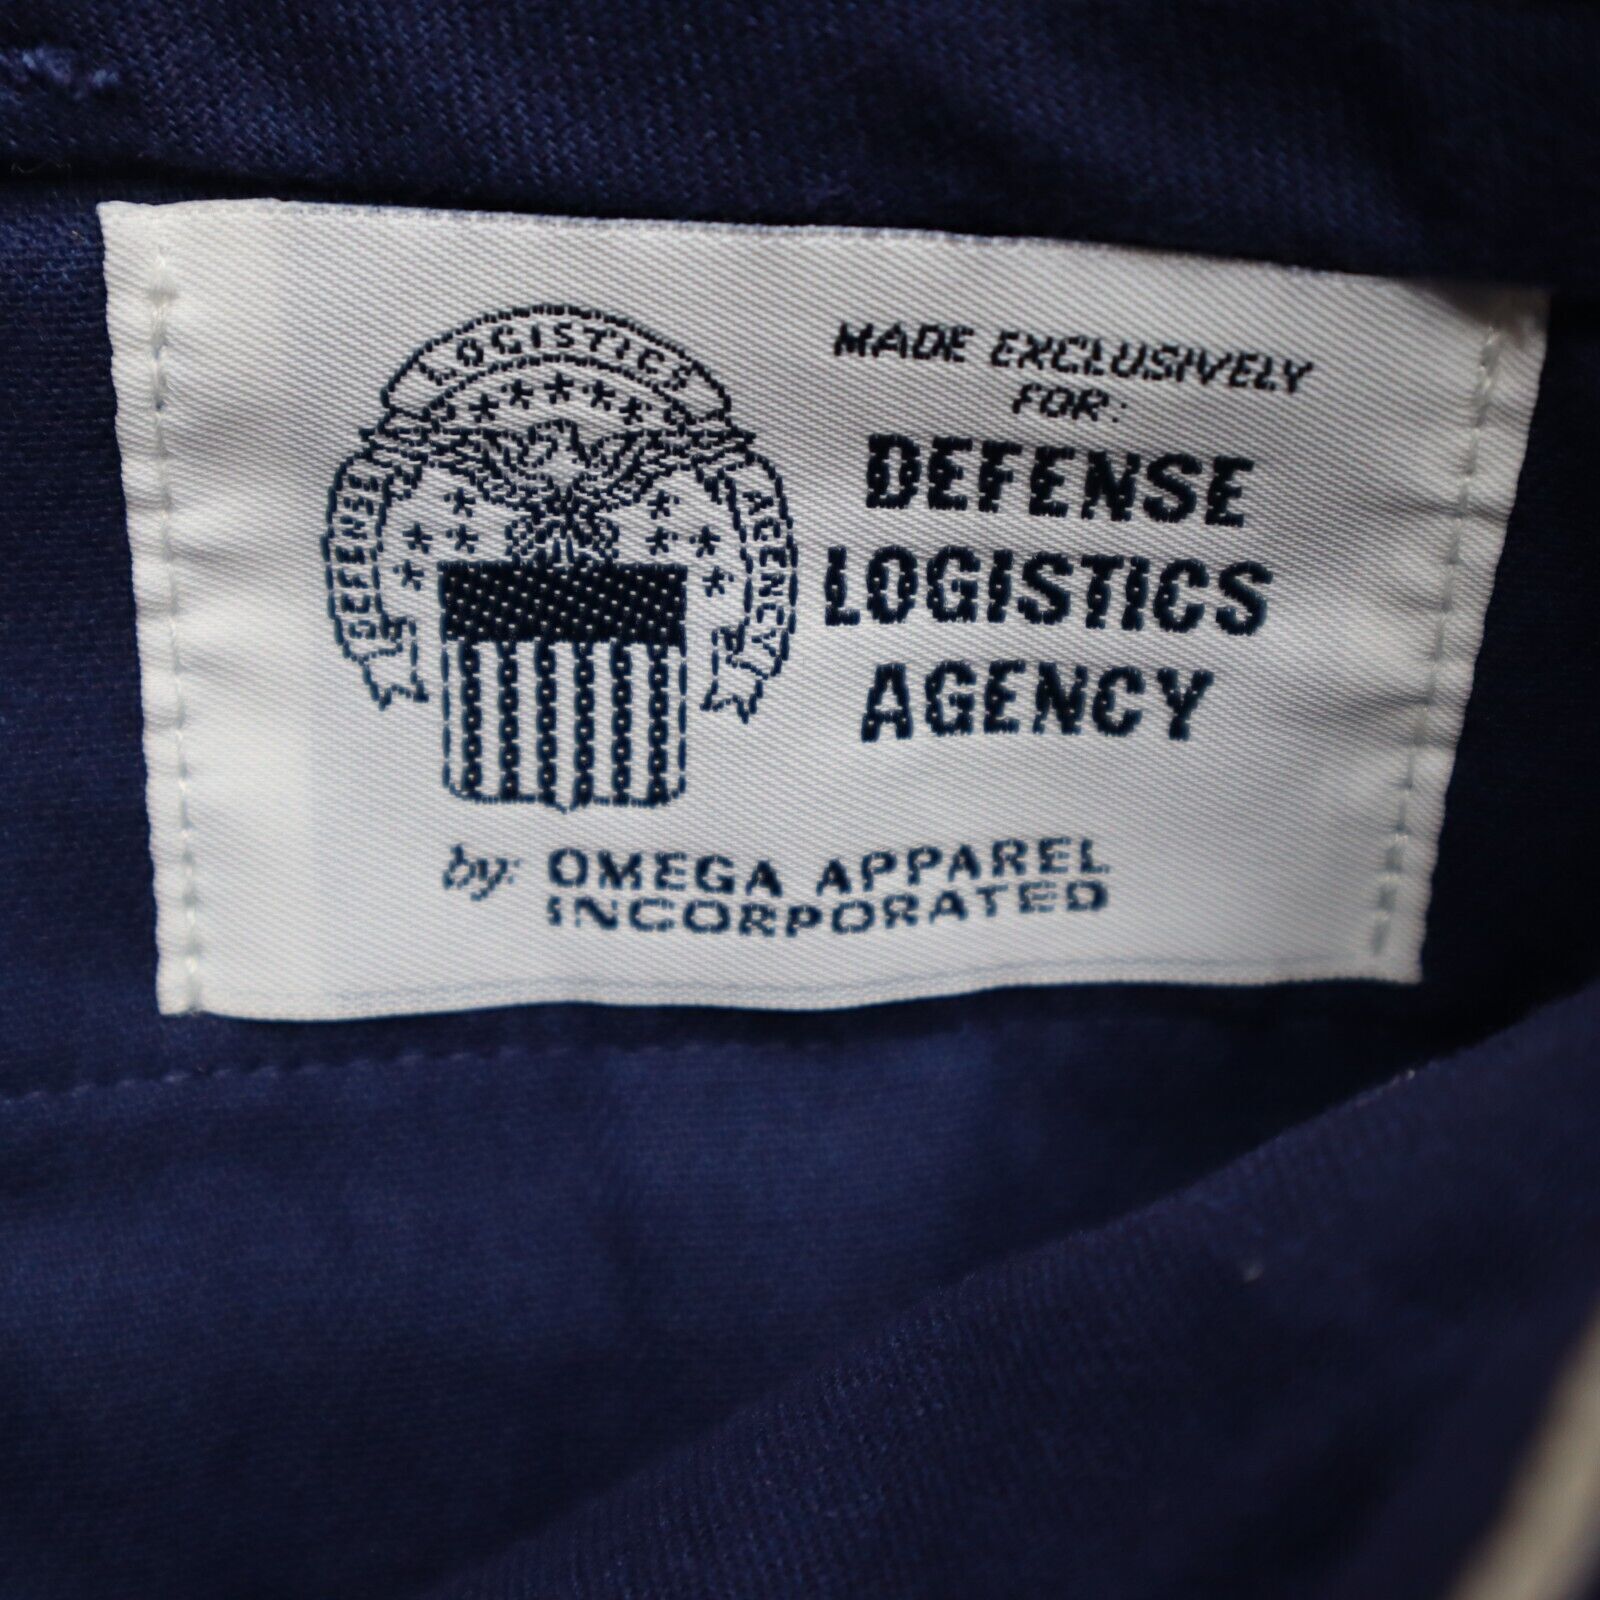 DEFENSE LOGISTICS AGENCY
MADE EXCLUSIVELY
FOR:
DEFENSE
LOGISTICS
AGENCY
by: OMEGA APPAREL
INCORPORATED